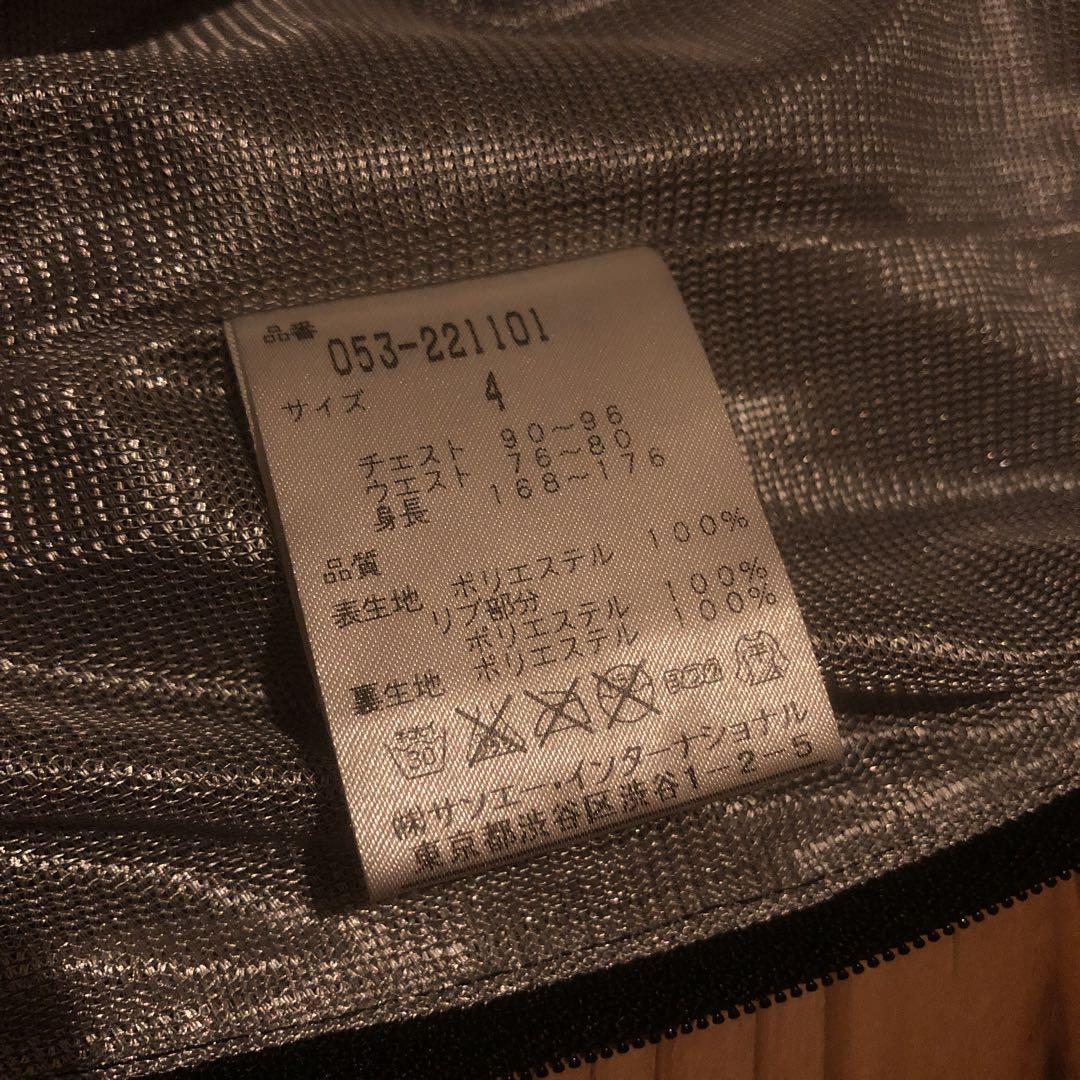 品番 053-221101
サイズ 4
チェスト 90~96
ウエスト 76~80
身長 168~176
品質
表生地 ポリエステル 100%
リブ部分
ポリエステル 100%
裏生地 ポリエステル 100%
㈱サンエー・インターナショナル
東京都渋谷区渋谷1-2-5